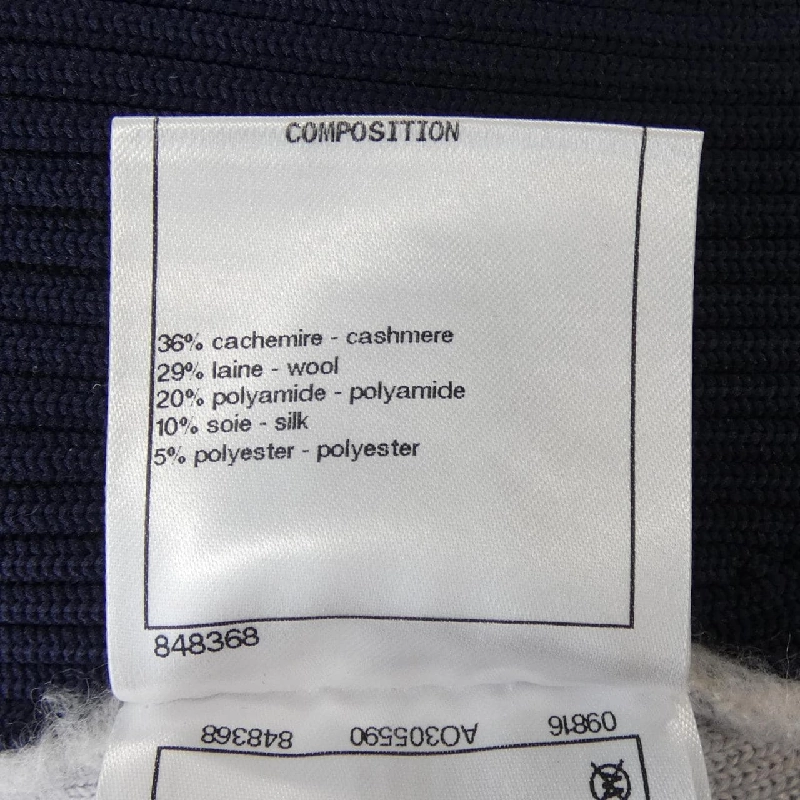 COMPOSITION
36% cachemire - cashmere
29% laine - wool
20% polyamide - polyamide
10% soie - silk
5% polyester - polyester
848368
09816 AO305590 848368